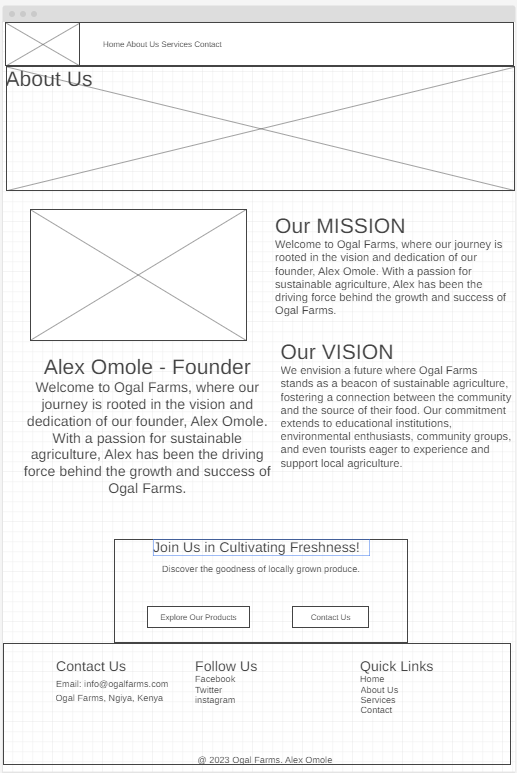 Home About Us Services Contact
About Us
Our MISSION
Welcome to Ogal Farms, where our journey is
rooted in the vision and dedication of our
founder, Alex Omole. With a passion for
sustainable agriculture, Alex has been the
driving force behind the growth and success of
Ogal Farms.
Our VISION
We envision a future where Ogal Farms
stands as a beacon of sustainable agriculture,
fostering a connection between the community
and the source of their food. Our commitment
extends to educational institutions,
environmental enthusiasts, community groups,
and even tourists eager to experience and
support local agriculture.
Alex Omole - Founder
Welcome to Ogal Farms, where our
journey is rooted in the vision and
dedication of our founder, Alex Omole.
With a passion for sustainable
agriculture, Alex has been the driving
force behind the growth and success of
Ogal Farms.
Join Us in Cultivating Freshness!
Discover the goodness of locally grown produce.
Explore Our Products
Contact Us
Contact Us
Email: info@ogalfarms.com
Ogal Farms, Ngiya, Kenya
Follow Us
Facebook
Twitter
instagram
Quick Links
Home
About Us
Services
Contact
@ 2023 Ogal Farms. Alex Omole